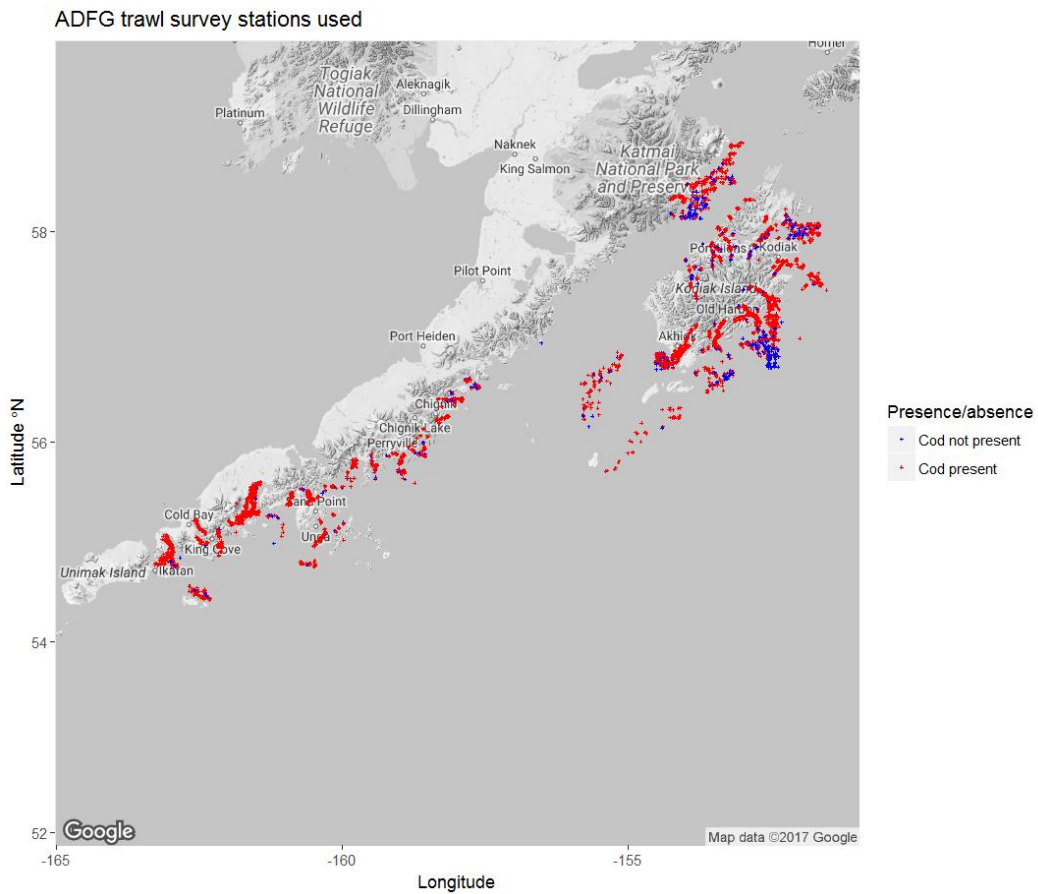 ADFG trawl survey stations used
Homer
Togiak
National
Wildlife
Refuge
Aleknagik
Dillingham
Platinum
Naknek
King Salmon
Katmai
National Park
and Preserve
58
Kodiak
Pilot Point
Kodiak Island
Old Harbor
Port Heiden
Presence/absence
Cod not present
Cod present
Chignik
56
Chignik Lake
Perryville
Latitude °N
Sand Point
Cold Bay
Unga
King Cove
Unimak Island
Ikatan
54
52
Google
Map data ©2017 Google
-165
-160
-155
Longitude